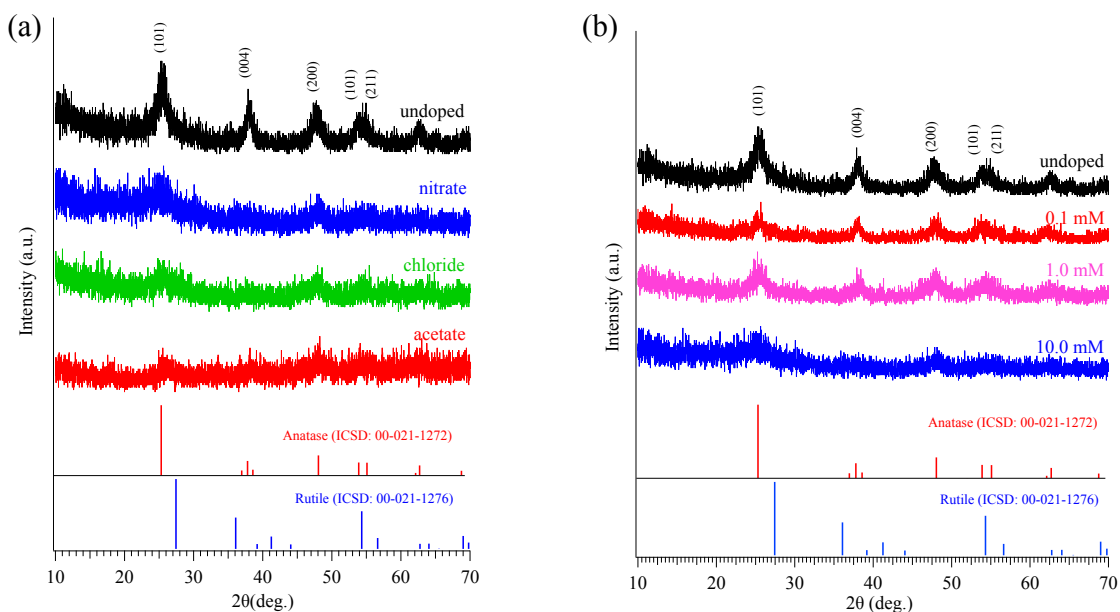 (a)
(101)
(004)
(200)
(101)
(211)
undoped
nitrate
chloride
acetate
Anatase (ICSD: 00-021-1272)
Rutile (ICSD: 00-021-1276)
Intensity (a.u.)
10 20 30 40 50 60 70
2θ(deg.)
(b)
(101)
(004)
(200)
(101)
(211)
undoped
0.1 mM
1.0 mM
10.0 mM
Anatase (ICSD: 00-021-1272)
Rutile (ICSD: 00-021-1276)
Intensity (a.u.)
10 20 30 40 50 60 70
2θ (deg.)